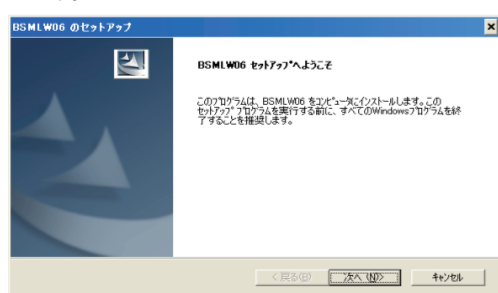 BSMLW06 のセットアップ
BSMLW06 ｾｯﾄｱｯﾌﾟへようこそ
このﾌﾟﾛｸﾞﾗﾑは、BSMLW06 をｺﾝﾋﾟｭｰﾀにｲﾝｽﾄｰﾙします。この
ｾｯﾄｱｯﾌﾟ ﾌﾟﾛｸﾞﾗﾑを実行する前に、すべてのWindowsﾌﾟﾛｸﾞﾗﾑを終
了することを推奨します。
< 戻る(B)
次へ (N)>
ｷｬﾝｾﾙ